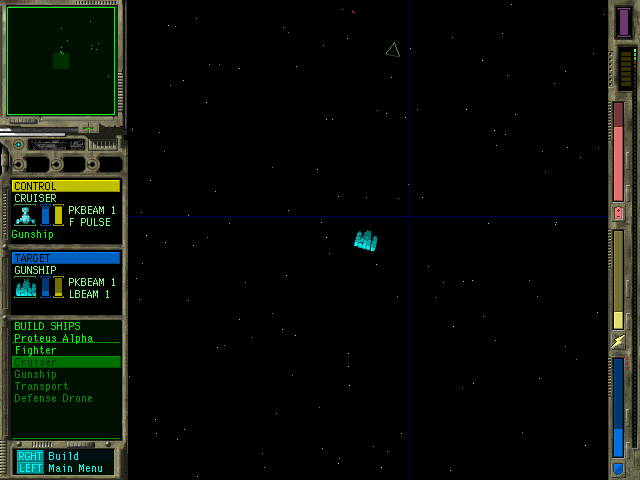 CONTROL
CRUISER
PKBEAM 1
F PULSE
Gunship
TARGET
GUNSHIP
PKBEAM 1
LBEAM 1
BUILD SHIPS
Proteus Alpha
Fighter
Cruiser
Gunship
Transport
Defense Drone
RGHT Build
LEFT Main Menu